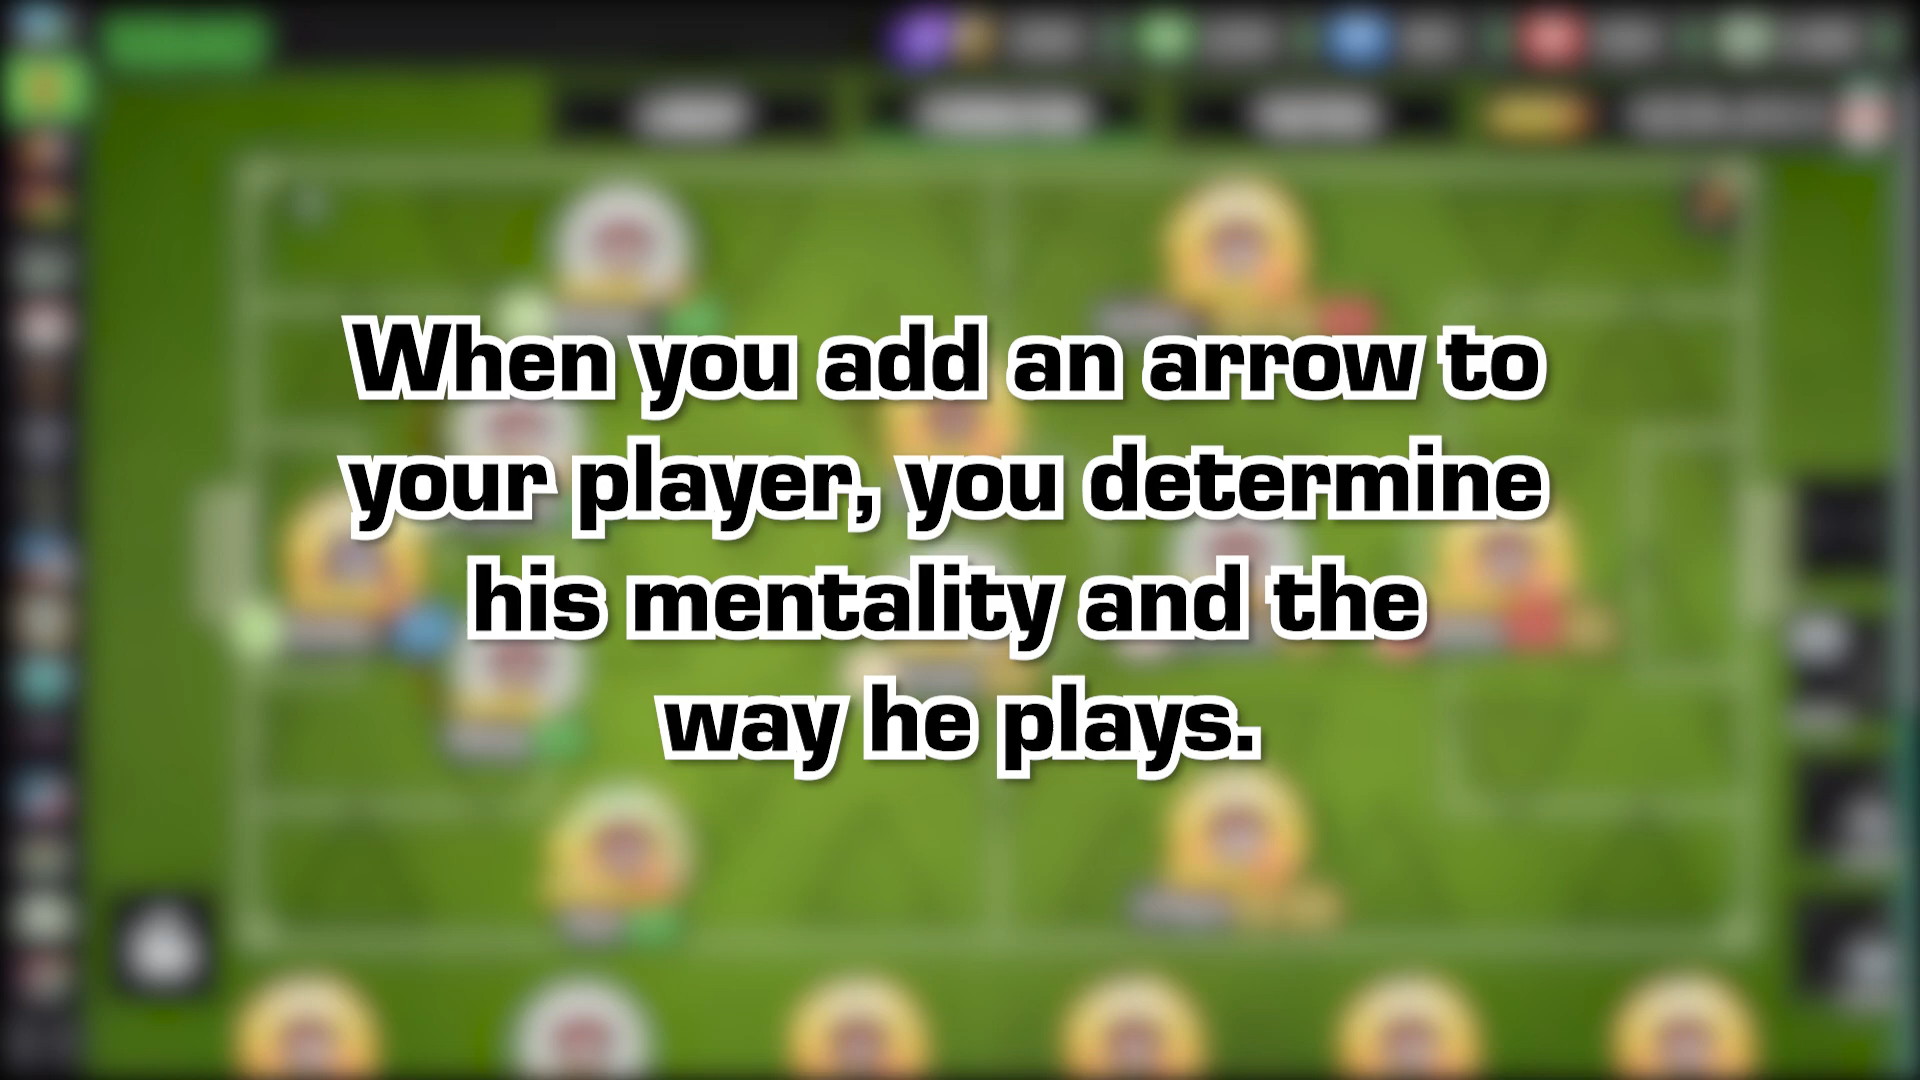 When you add an arrow to
your player, you determine
his mentality and the
way he plays.